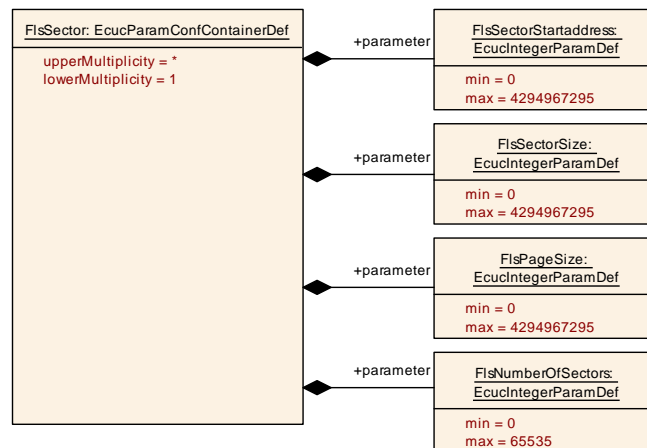 FlsSector: EcucParamConfContainerDef
upperMultiplicity = *
lowerMultiplicity = 1
+parameter
FlsSectorStartaddress:
EcucIntegerParamDef
min = 0
max = 4294967295
+parameter
FlsSectorSize:
EcucIntegerParamDef
min = 0
max = 4294967295
+parameter
FlsPageSize:
EcucIntegerParamDef
min = 0
max = 4294967295
+parameter
FlsNumberOfSectors:
EcucIntegerParamDef
min = 0
max = 65535